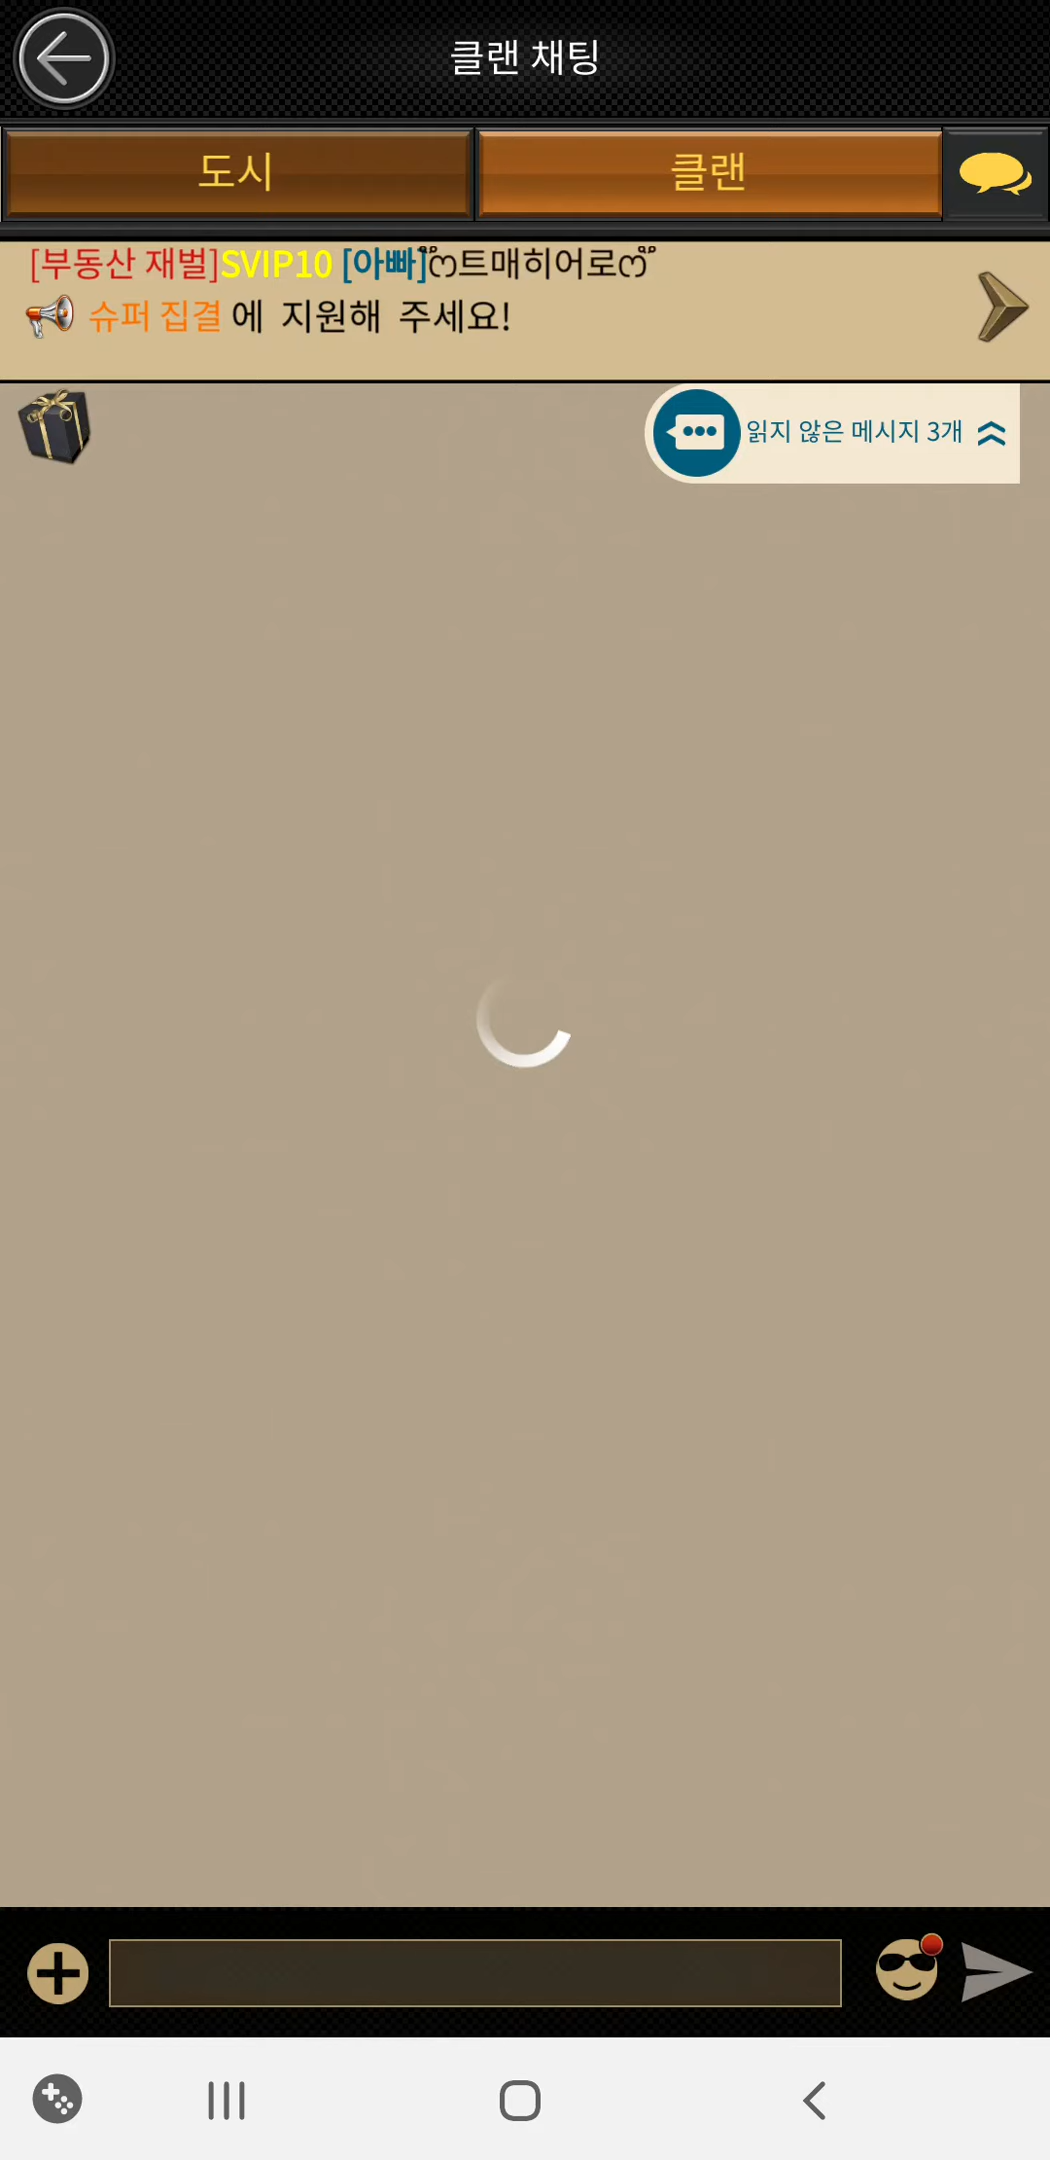 클랜 채팅
도시
클랜
[부동산 재벌]SVIP10 [아빠]ෆ⃛트매히어로ෆ⃛
슈퍼 집결 에 지원해 주세요!
읽지 않은 메시지 3개